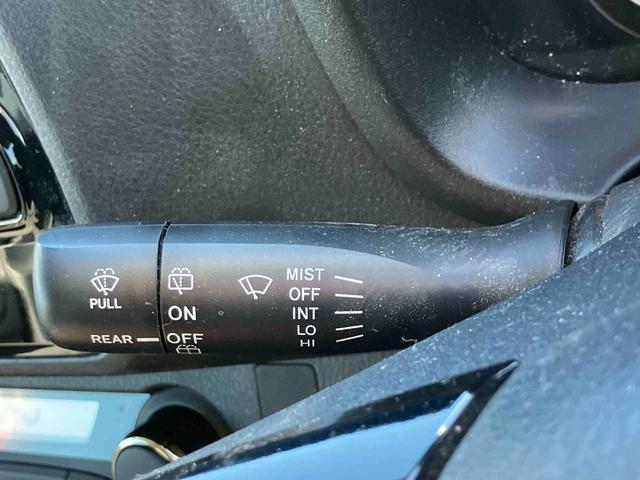 PULL
REAR
ON
OFF
MIST
OFF
INT
LO
HI